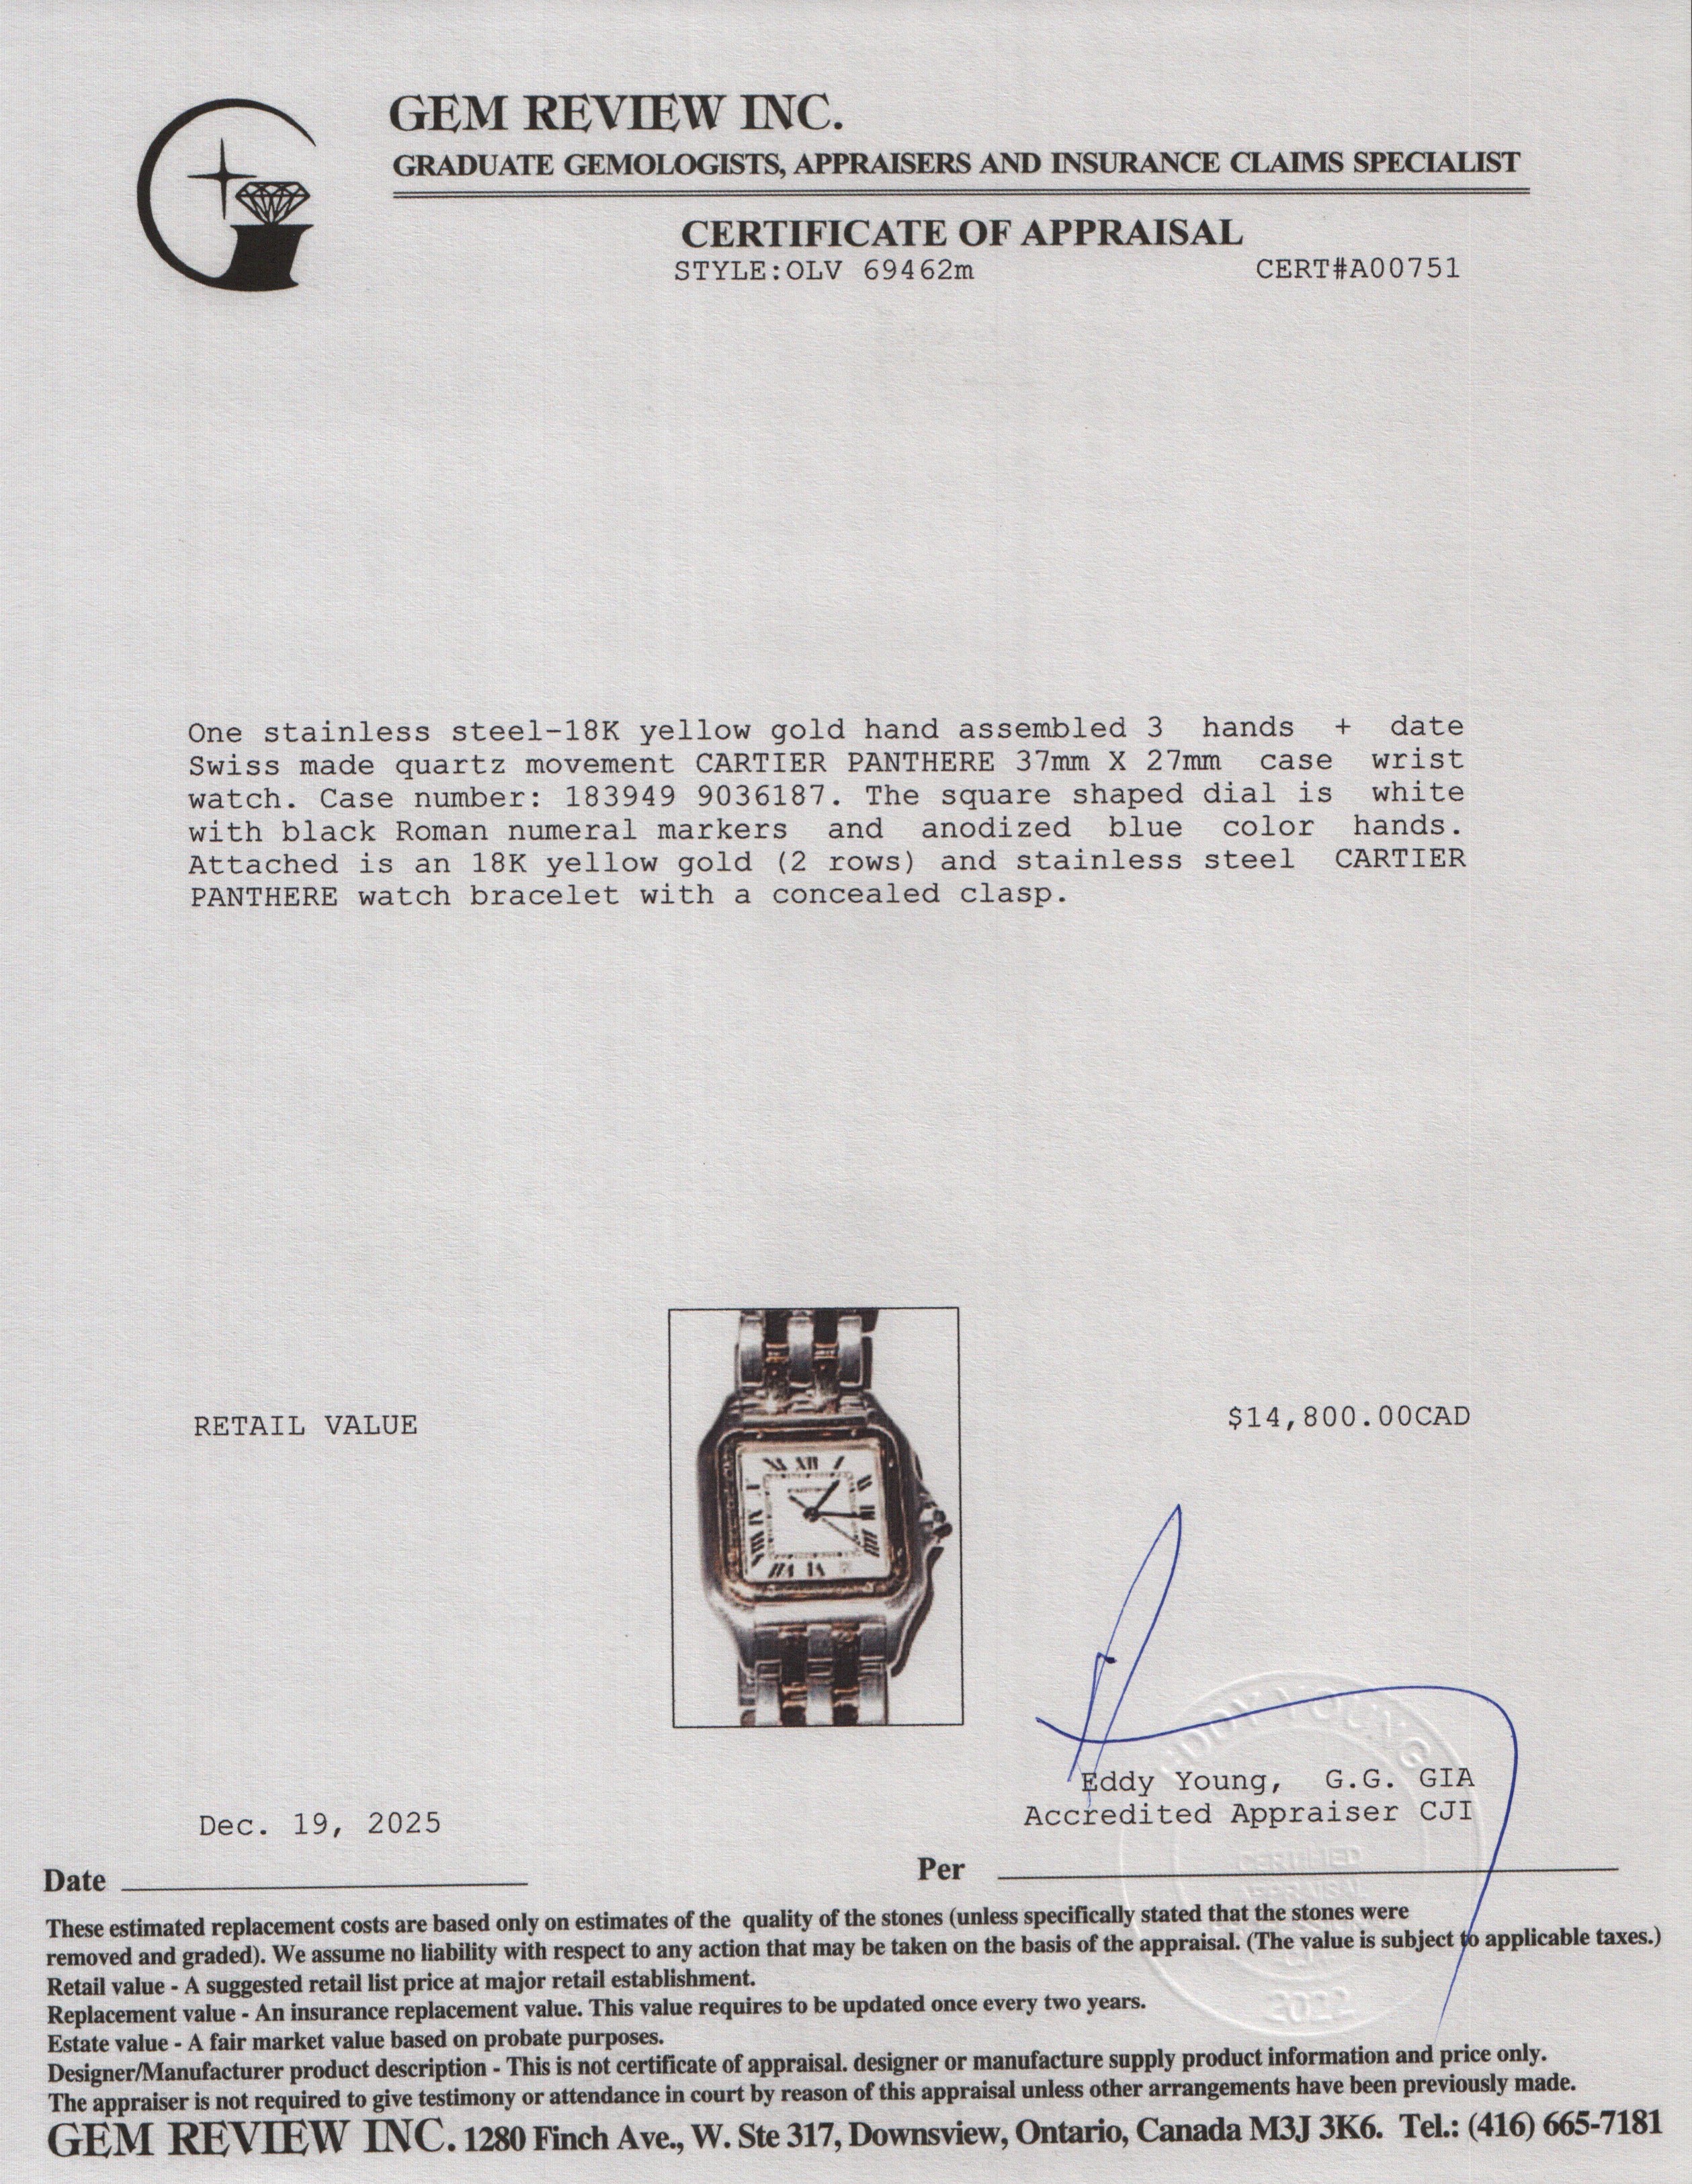 GEM REVIEW INC.
GRADUATE GEMOLOGISTS, APPRAISERS AND INSURANCE CLAIMS SPECIALIST
CERTIFICATE OF APPRAISAL
STYLE:OLV 69462m CERT#A00751
One stainless steel-18K yellow gold hand assembled 3 hands + date
Swiss made quartz movement CARTIER PANTHERE 37mm X 27mm case wrist
watch. Case number: 183949 9036187. The square shaped dial is white
with black Roman numeral markers and anodized blue color hands.
Attached is an 18K yellow gold (2 rows) and stainless steel CARTIER
PANTHERE watch bracelet with a concealed clasp.
XII
RETAIL VALUE $14,800.00CAD
EDDY YOUNG
Eddy Young, G.G. GIA
Accredited Appraiser CJI
CERTIFIED
APPRAISAL
2022
Dec. 19, 2025
Date Per
These estimated replacement costs are based only on estimates of the quality of the stones (unless specifically stated that the stones were
removed and graded). We assume no liability with respect to any action that may be taken on the basis of the appraisal. (The value is subject to applicable taxes.)
Retail value - A suggested retail list price at major retail establishment.
Replacement value - An insurance replacement value. This value requires to be updated once every two years.
Estate value - A fair market value based on probate purposes.
Designer/Manufacturer product description - This is not certificate of appraisal. designer or manufacture supply product information and price only.
The appraiser is not required to give testimony or attendance in court by reason of this appraisal unless other arrangements have been previously made.
GEM REVIEW INC. 1280 Finch Ave., W. Ste 317, Downsview, Ontario, Canada M3J 3K6. Tel.: (416) 665-7181